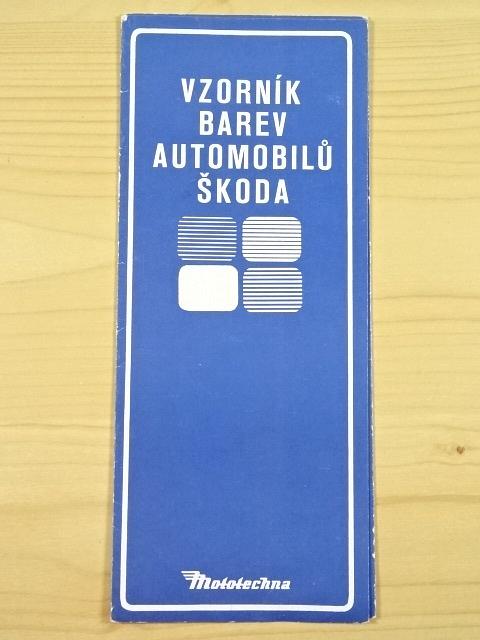 VZORNÍK
BAREV
AUTOMOBILŮ
ŠKODA
Mototechna